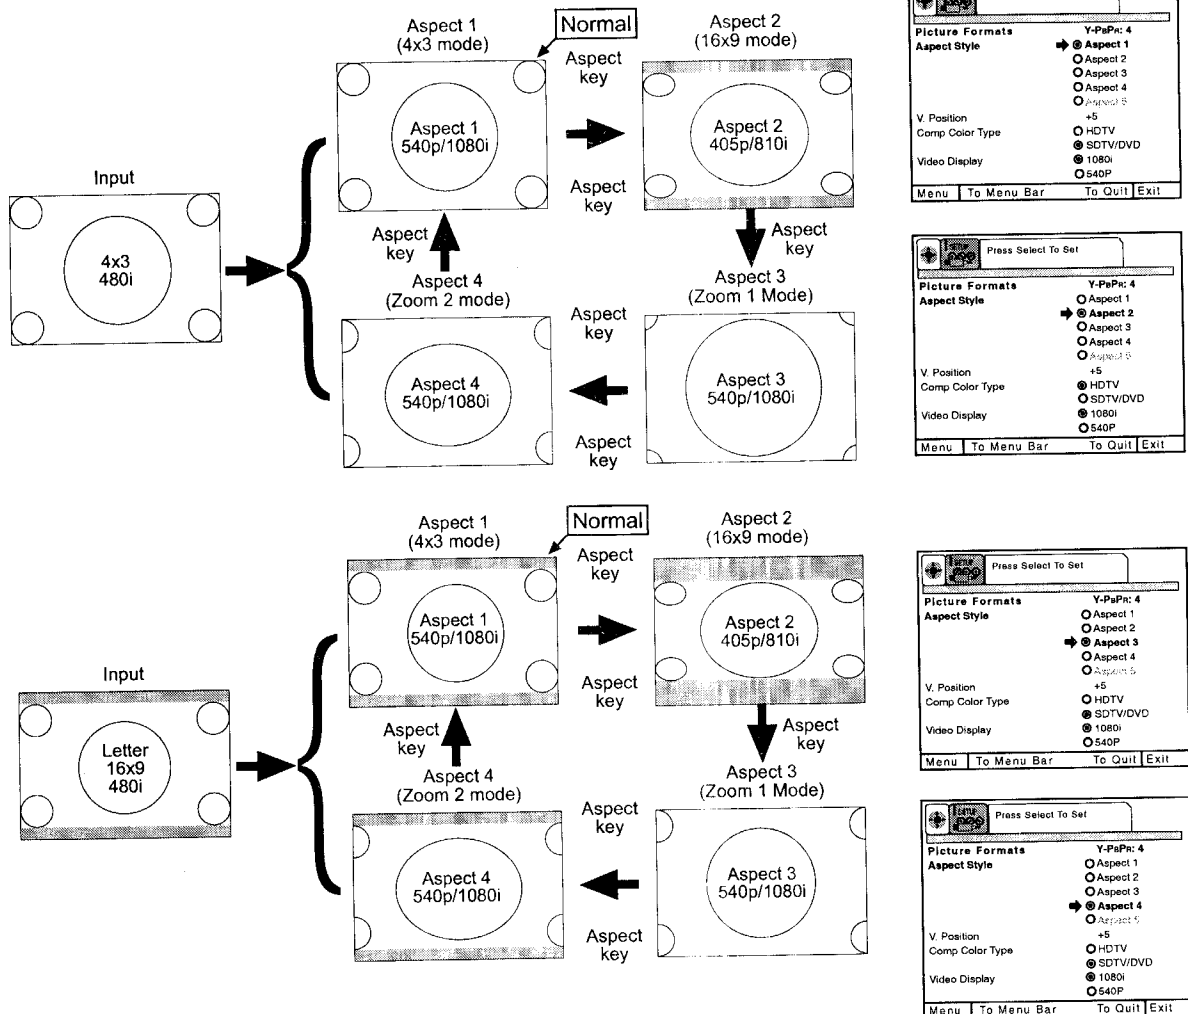 Aspect 1
(4x3 mode)
Normal
Aspect
key
Aspect 2
(16x9 mode)
Aspect 1
540p/1080i
Aspect 2
405p/810i
Aspect
key
Input
4x3
480i
Aspect
key
Aspect
key
Aspect 4
(Zoom 2 mode)
Aspect 3
(Zoom 1 Mode)
Aspect
key
Aspect 4
540p/1080i
Aspect 3
540p/1080i
Aspect
key
Aspect 1
(4x3 mode)
Normal
Aspect
key
Aspect 2
(16x9 mode)
Aspect 1
540p/1080i
Aspect 2
405p/810i
Input
Aspect
key
Letter
16x9
480i
Aspect
key
Aspect
key
Aspect 4
(Zoom 2 mode)
Aspect 3
(Zoom 1 Mode)
Aspect
key
Aspect 4
540p/1080i
Aspect 3
540p/1080i
Aspect
key
Picture Formats Y-PBPR: 4
Aspect Style Aspect 1
Aspect 2
Aspect 3
Aspect 4
Aspect 5
V. Position +5
Comp Color Type HDTV
SDTV/DVD
Video Display 1080i
540P
Menu To Menu Bar To Quit Exit
SETUP Press Select To Set
Picture Formats Y-PBPR: 4
Aspect Style Aspect 1
Aspect 2
Aspect 3
Aspect 4
Aspect 5
V. Position +5
Comp Color Type HDTV
SDTV/DVD
Video Display 1080i
540P
Menu To Menu Bar To Quit Exit
SETUP Press Select To Set
Picture Formats Y-PBPR: 4
Aspect Style Aspect 1
Aspect 2
Aspect 3
Aspect 4
Aspect 5
V. Position +5
Comp Color Type HDTV
SDTV/DVD
Video Display 1080i
540P
Menu To Menu Bar To Quit Exit
SETUP Press Select To Set
Picture Formats Y-PBPR: 4
Aspect Style Aspect 1
Aspect 2
Aspect 3
Aspect 4
Aspect 5
V. Position +5
Comp Color Type HDTV
SDTV/DVD
Video Display 1080i
540P
Menu To Menu Bar To Quit Exit